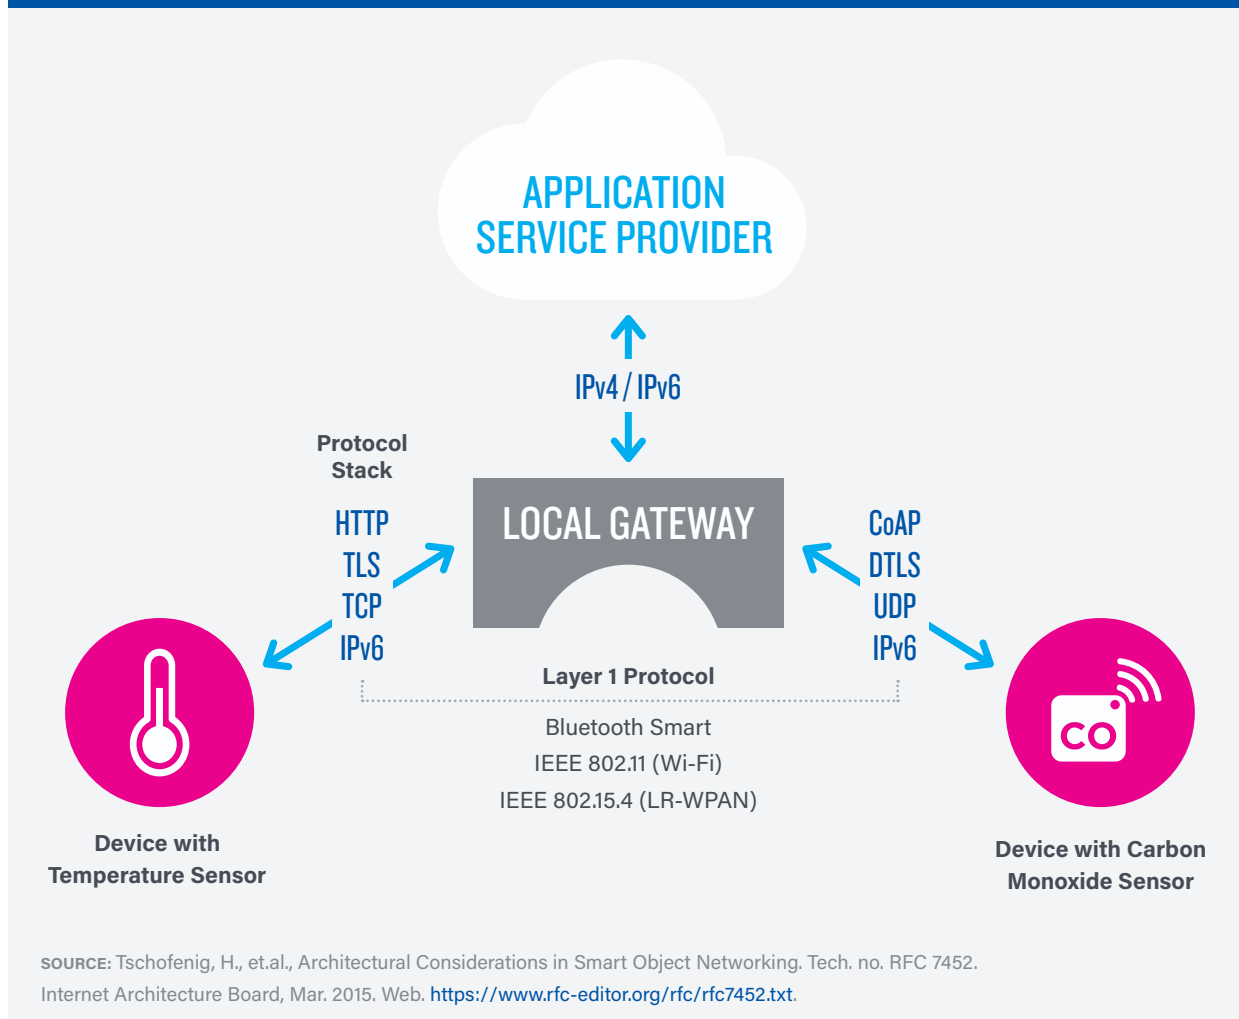 APPLICATION
SERVICE PROVIDER
IPv4 / IPv6
Protocol
Stack
HTTP
TLS
TCP
IPv6
LOCAL GATEWAY
CoAP
DTLS
UDP
IPv6
Layer 1 Protocol
Bluetooth Smart
IEEE 802.11 (Wi-Fi)
IEEE 802.15.4 (LR-WPAN)
Device with
Temperature Sensor
CO
Device with Carbon
Monoxide Sensor
SOURCE: Tschofenig, H., et.al., Architectural Considerations in Smart Object Networking. Tech. no. RFC 7452.
Internet Architecture Board, Mar. 2015. Web. https://www.rfc-editor.org/rfc/rfc7452.txt.